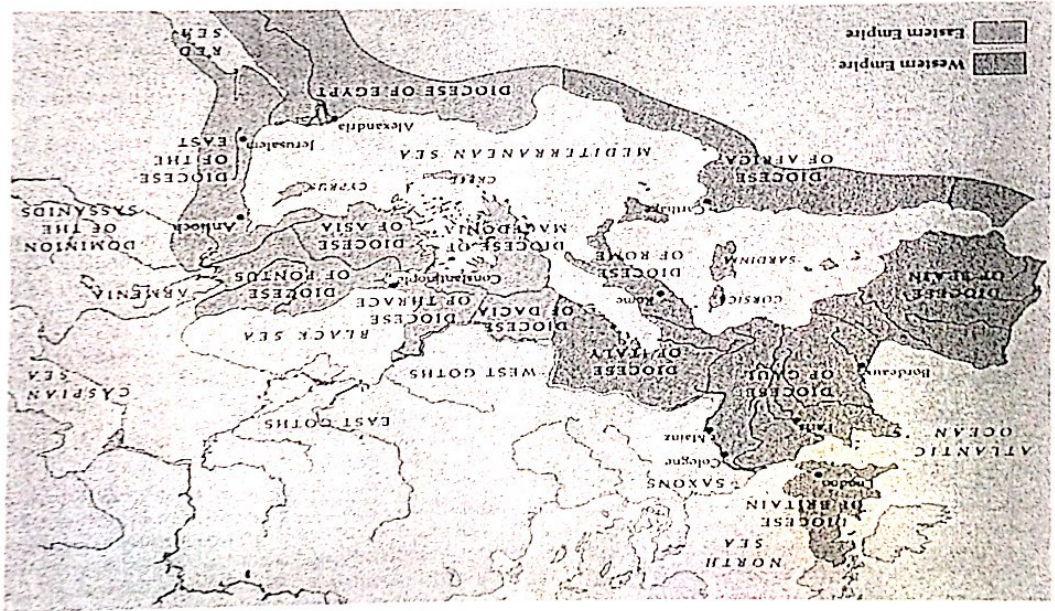 NORTH
SEA
DIOCESE
OF BRITAIN
London
SAXONS
Cologne
Mainz
ATLANTIC
OCEAN
Paris
DIOCESE
OF GAUL
Bordeaux
EAST GOTHS
WEST GOTHS
CASPIAN
SEA
DIOCESE
OF ITALY
DIOCESE
OF DACIA
DIOCESE
OF THRACE
BLACK SEA
ARMENIA
DIOCESE
OF SPAIN
CORSICA
SARDINIA
Rome
DIOCESE
OF ROME
Constantinople
DIOCESE OF
MACEDONIA
DIOCESE
OF PONTUS
DIOCESE
OF ASIA
Antioch
DOMINION
OF THE
SASSANIDS
Carthage
DIOCESE
OF AFRICA
CRETE
CYPRUS
MEDITERRANEAN SEA
DIOCESE
OF THE
EAST
Jerusalem
Alexandria
DIOCESE OF EGYPT
RED
SEA
Western Empire
Eastern Empire